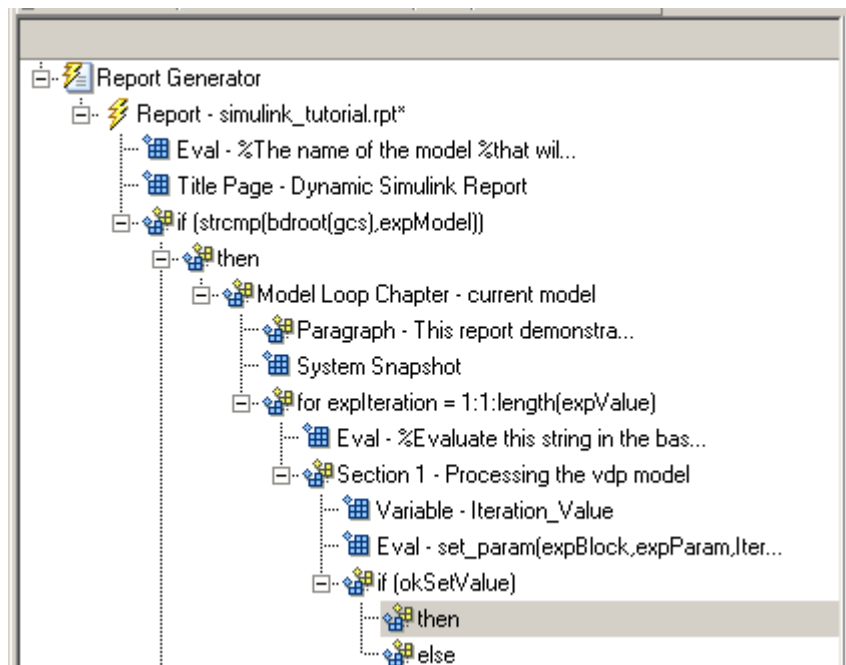 Report Generator
Report - simulink_tutorial.rpt*
Eval - %The name of the model %that wil...
Title Page - Dynamic Simulink Report
if (strcmp(bdroot(gcs),expModel))
then
Model Loop Chapter - current model
Paragraph - This report demonstra...
System Snapshot
for expIteration = 1:1:length(expValue)
Eval - %Evaluate this string in the bas...
Section 1 - Processing the vdp model
Variable - Iteration_Value
Eval - set_param(expBlock,expParam,Iter...
if (okSetValue)
then
else